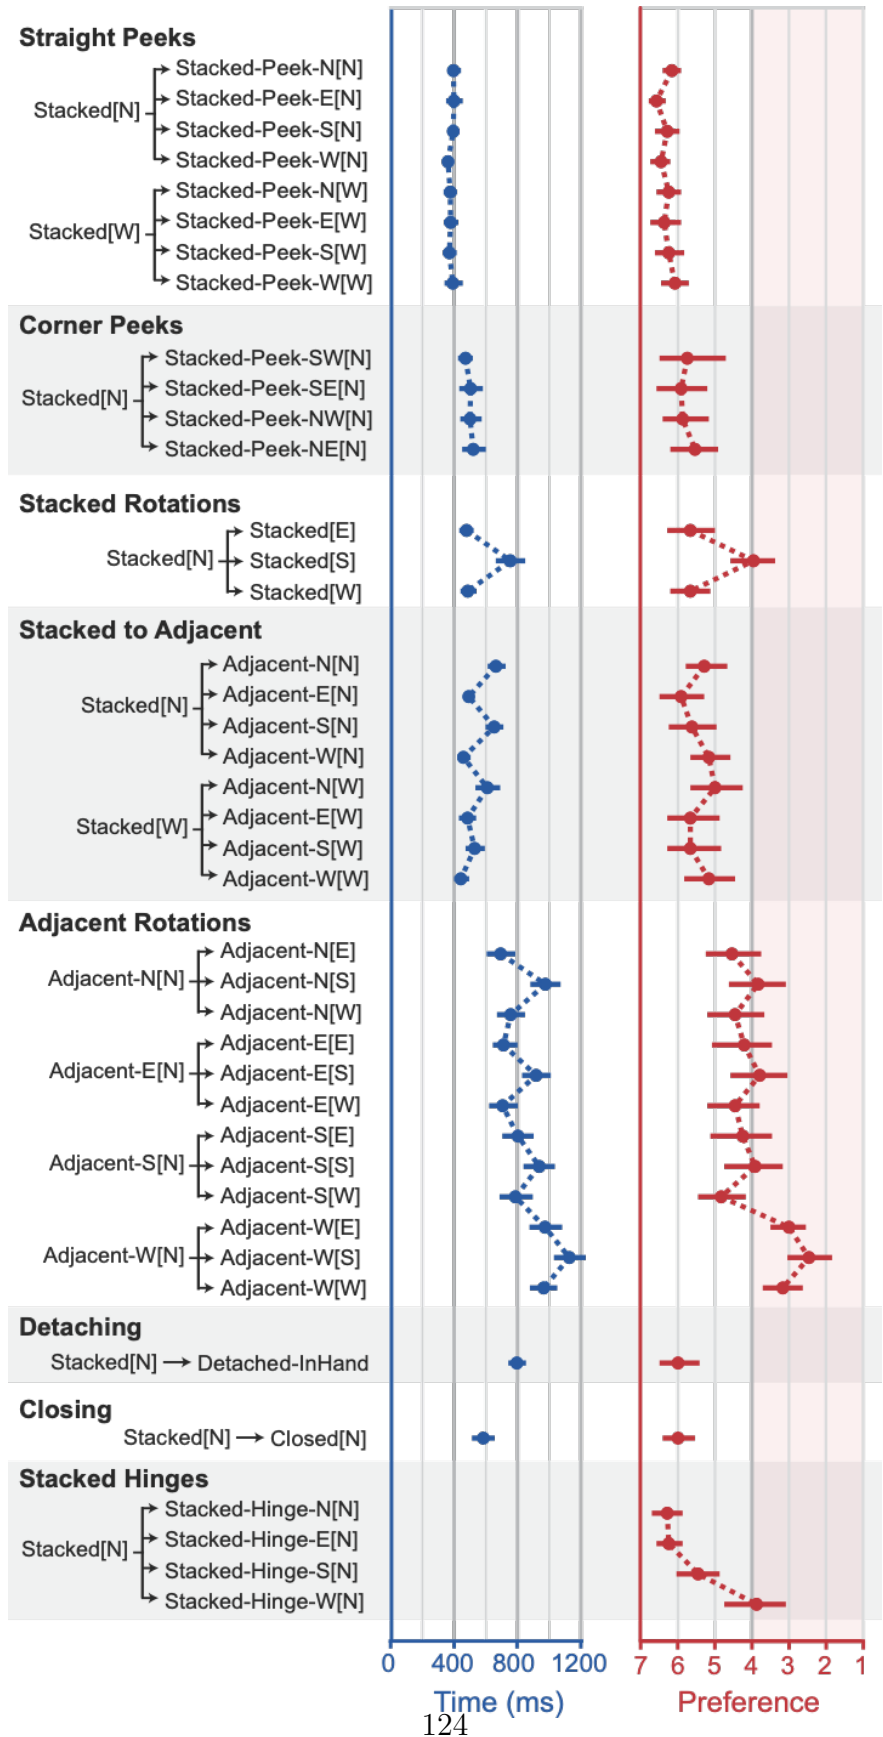 Straight Peeks
Stacked[N]
Stacked-Peek-N[N]
Stacked-Peek-E[N]
Stacked-Peek-S[N]
Stacked-Peek-W[N]
Stacked[W]
Stacked-Peek-N[W]
Stacked-Peek-E[W]
Stacked-Peek-S[W]
Stacked-Peek-W[W]
Corner Peeks
Stacked[N]
Stacked-Peek-SW[N]
Stacked-Peek-SE[N]
Stacked-Peek-NW[N]
Stacked-Peek-NE[N]
Stacked Rotations
Stacked[N]
Stacked[E]
Stacked[S]
Stacked[W]
Stacked to Adjacent
Stacked[N]
Adjacent-N[N]
Adjacent-E[N]
Adjacent-S[N]
Adjacent-W[N]
Stacked[W]
Adjacent-N[W]
Adjacent-E[W]
Adjacent-S[W]
Adjacent-W[W]
Adjacent Rotations
Adjacent-N[N]
Adjacent-N[E]
Adjacent-N[S]
Adjacent-N[W]
Adjacent-E[N]
Adjacent-E[E]
Adjacent-E[S]
Adjacent-E[W]
Adjacent-S[N]
Adjacent-S[E]
Adjacent-S[S]
Adjacent-S[W]
Adjacent-W[N]
Adjacent-W[E]
Adjacent-W[S]
Adjacent-W[W]
Detaching
Stacked[N] → Detached-InHand
Closing
Stacked[N] → Closed[N]
Stacked Hinges
Stacked[N]
Stacked-Hinge-N[N]
Stacked-Hinge-E[N]
Stacked-Hinge-S[N]
Stacked-Hinge-W[N]
0 400 800 1200
Time (ms)
7 6 5 4 3 2 1
Preference
124